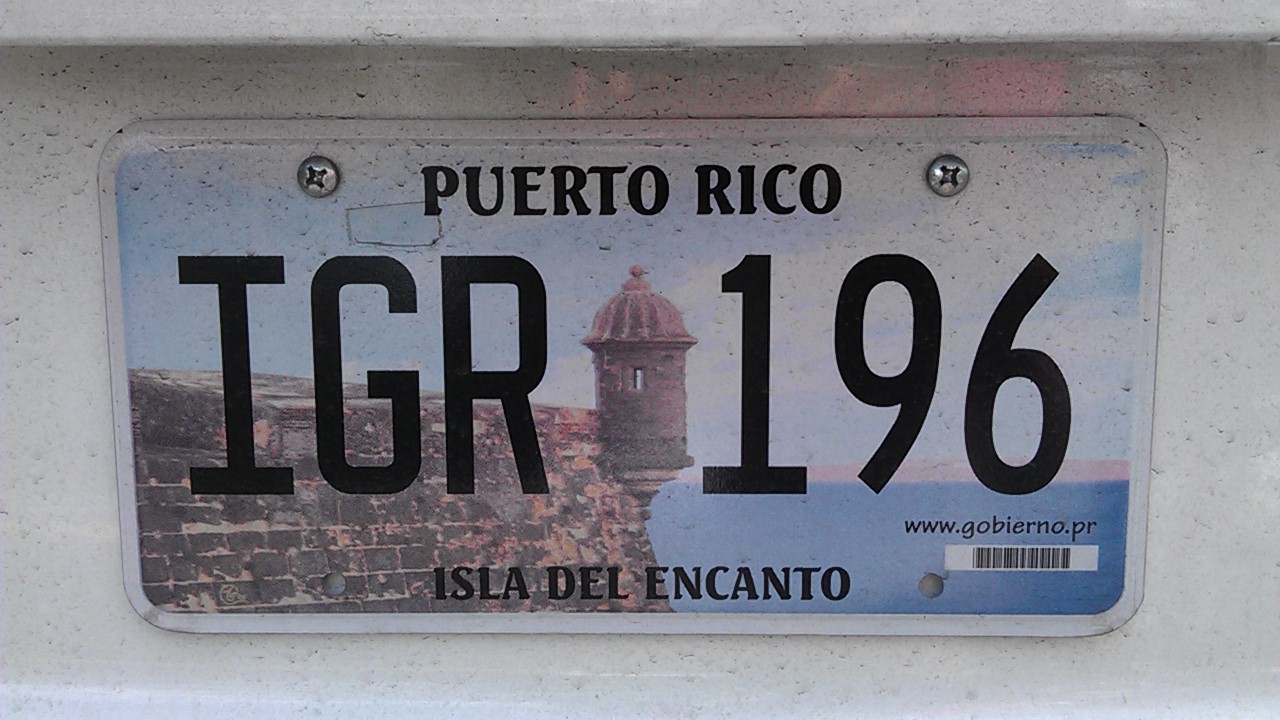 PUERTO RICO
IGR 196
www.gobierno.pr
ISLA DEL ENCANTO